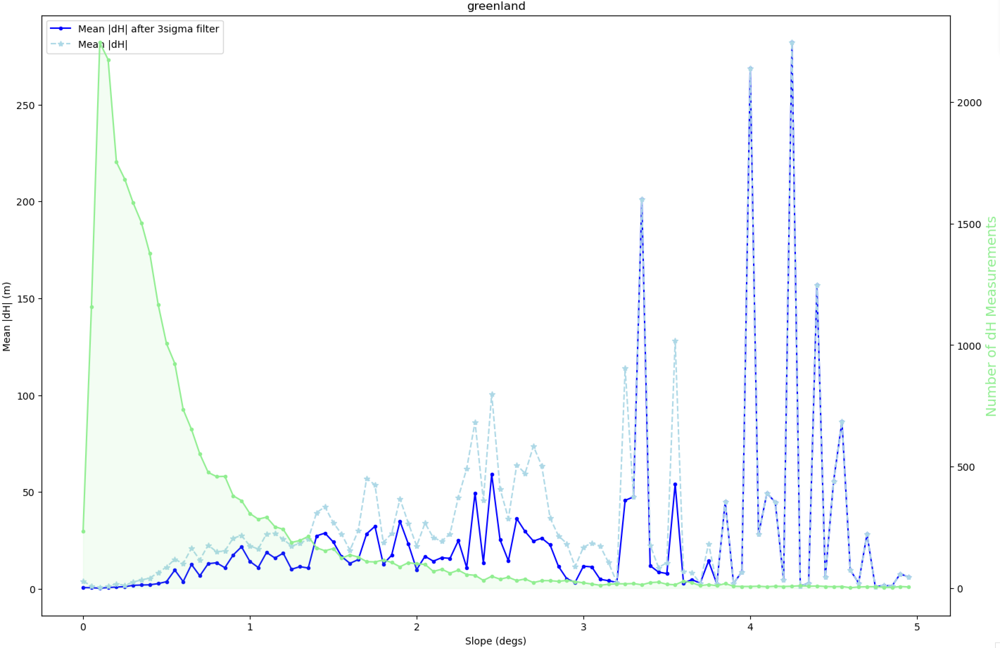 greenland
Mean |dH| after 3sigma filter
Mean |dH|
250
200
150
100
50
0
Mean |dH| (m)
2000
1500
1000
500
0
Number of dH Measurements
0 1 2 3 4 5
Slope (degs)